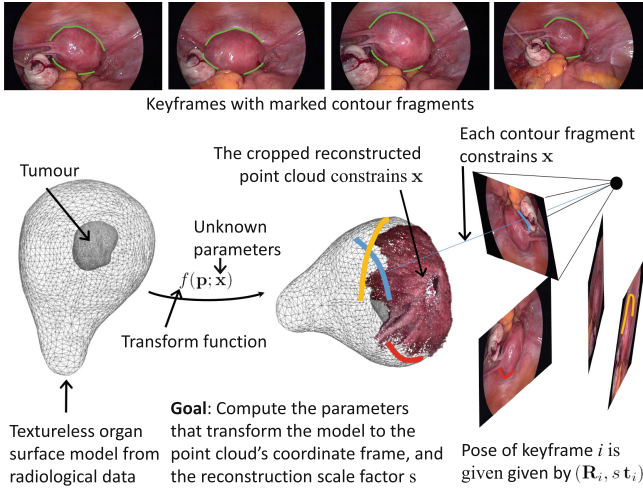 Keyframes with marked contour fragments
Each contour fragment
constrains x
The cropped reconstructed
point cloud constrains x
Tumour
Unknown
parameters
f(p; x)
Transform function
Textureless organ
surface model from
radiological data
Goal: Compute the parameters
that transform the model to the
point cloud's coordinate frame, and
the reconstruction scale factor s
Pose of keyframe i is
given given by (Rᵢ, s tᵢ)